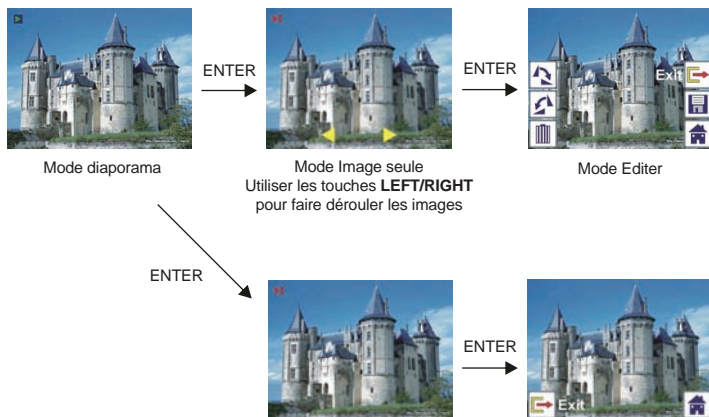 ENTER
ENTER
Exit
Mode diaporama
Mode Image seule
Utiliser les touches LEFT/RIGHT
pour faire dérouler les images
Mode Editer
ENTER
ENTER
Exit